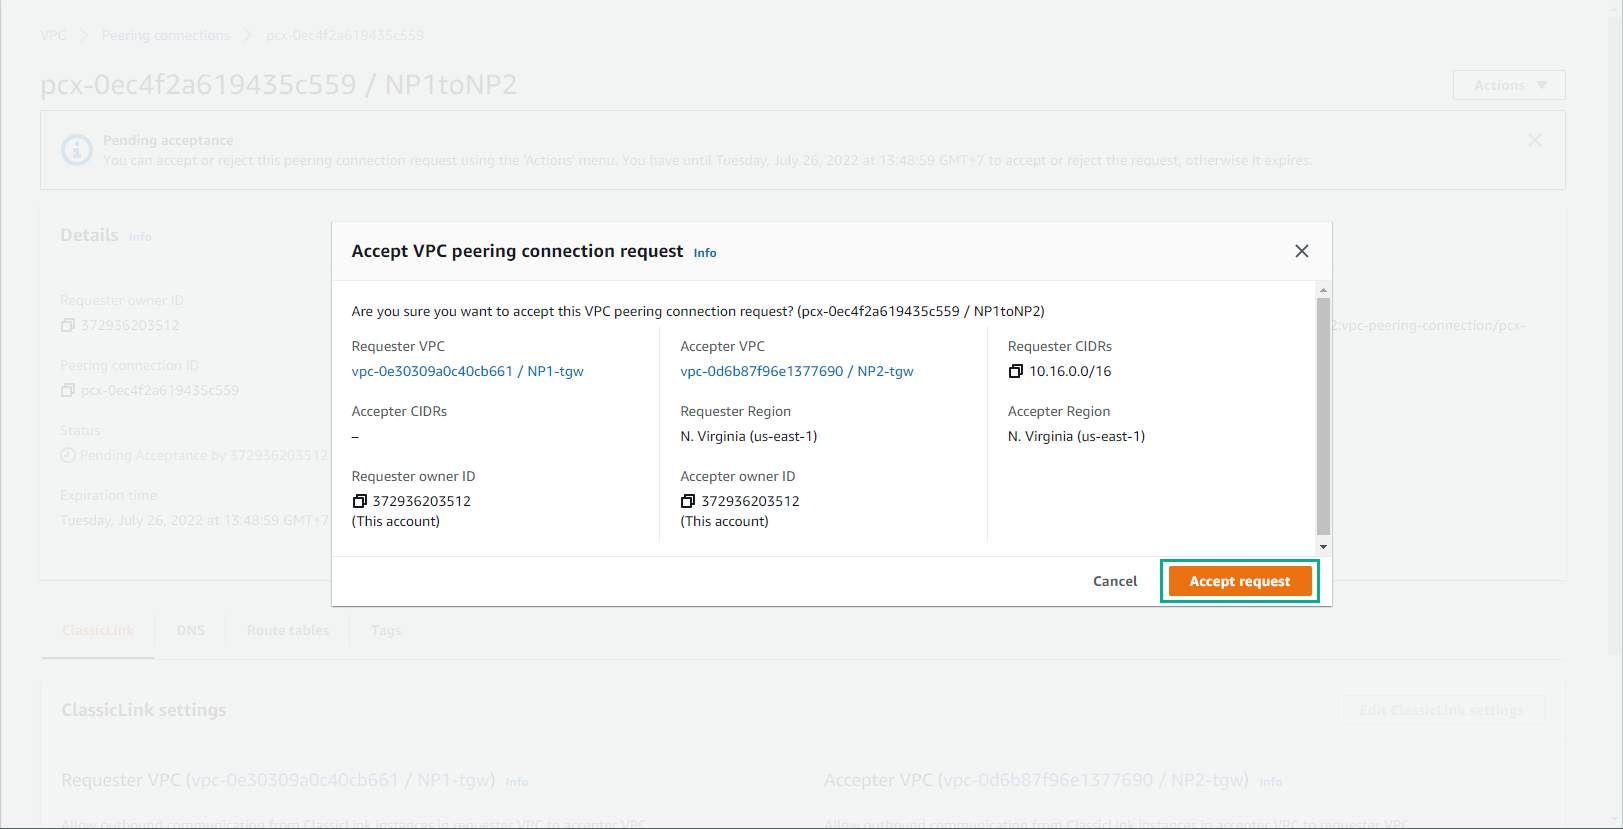 VPC Peering connections pcx-0ec4f2a619435c559
pcx-0ec4f2a619435c559 / NP1toNP2
Actions
Pending acceptance
You can accept or reject this peering connection request using the 'Actions' menu. You have until Tuesday, July 26, 2022 at 13:48:59 GMT+7 to accept or reject the request, otherwise it expires.
Details Info
Requester owner ID
372936203512
2:vpc-peering-connection/pcx-
Peering connection ID
pcx-0ec4f2a619435c559
Status
Pending Acceptance by 372936203512
Expiration time
Tuesday, July 26, 2022 at 13:48:59 GMT+7
Accept VPC peering connection request Info
Are you sure you want to accept this VPC peering connection request? (pcx-0ec4f2a619435c559 / NP1toNP2)
Requester VPC
vpc-0e30309a0c40cb661 / NP1-tgw
Accepter VPC
vpc-0d6b87f96e1377690 / NP2-tgw
Requester CIDRs
10.16.0.0/16
Accepter CIDRs
–
Requester Region
N. Virginia (us-east-1)
Accepter Region
N. Virginia (us-east-1)
Requester owner ID
372936203512
(This account)
Accepter owner ID
372936203512
(This account)
Cancel
Accept request
ClassicLink DNS Route tables Tags
ClassicLink settings
Edit ClassicLink settings
Requester VPC (vpc-0e30309a0c40cb661 / NP1-tgw) Info
Accepter VPC (vpc-0d6b87f96e1377690 / NP2-tgw) Info
Allow outbound communication from ClassicLink instances in requester VPC to accepter VPC
Allow outbound communication from ClassicLink instances in accepter VPC to requester VPC